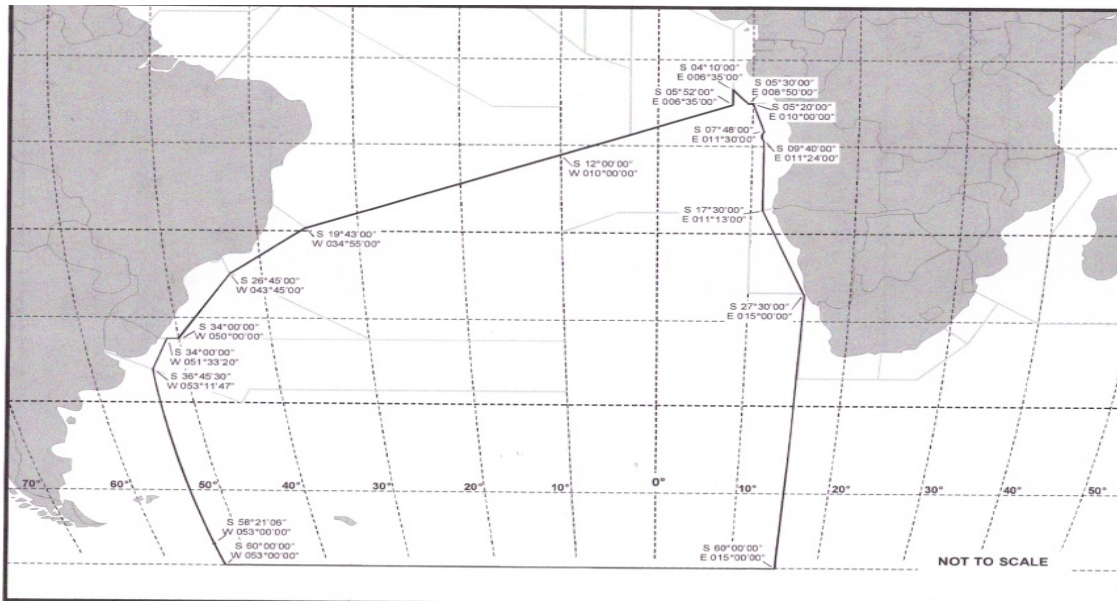 S 04°10'00"
E 006°35'00"
S 05°30'00"
E 008°50'00"
S 05°52'00"
E 006°35'00"
S 05°20'00"
E 010°00'00"
S 07°48'00"
E 011°30'00"
S 09°40'00"
E 011°24'00"
S 12°00'00"
W 010°00'00"
S 17°30'00"
E 011°13'00"
S 19°43'00"
W 034°55'00"
S 26°45'00"
W 043°45'00"
S 27°30'00"
E 015°00'00"
S 34°00'00"
W 050°00'00"
S 34°00'00"
W 051°33'20"
S 36°45'30"
W 053°11'47"
70° 60° 50° 40° 30° 20° 10° 0° 10° 20° 30° 40° 50°
S 58°21'06"
W 053°00'00"
S 60°00'00"
W 053°00'00"
S 60°00'00"
E 015°00'00"
NOT TO SCALE